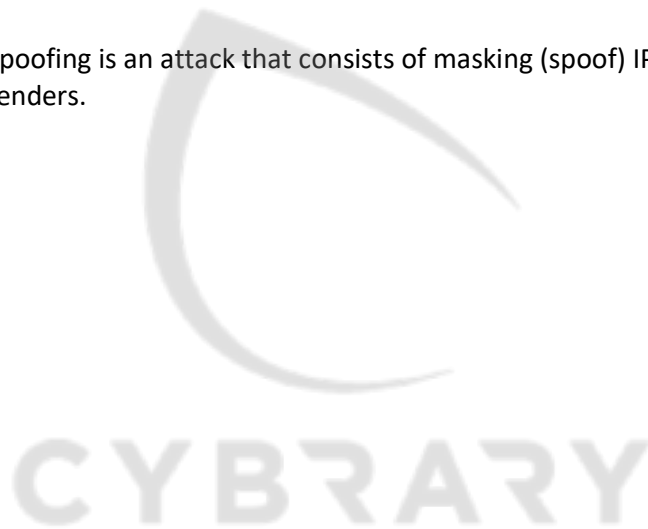 poofing is an attack that consists of masking (spoof) IP
enders.
CYBRARY